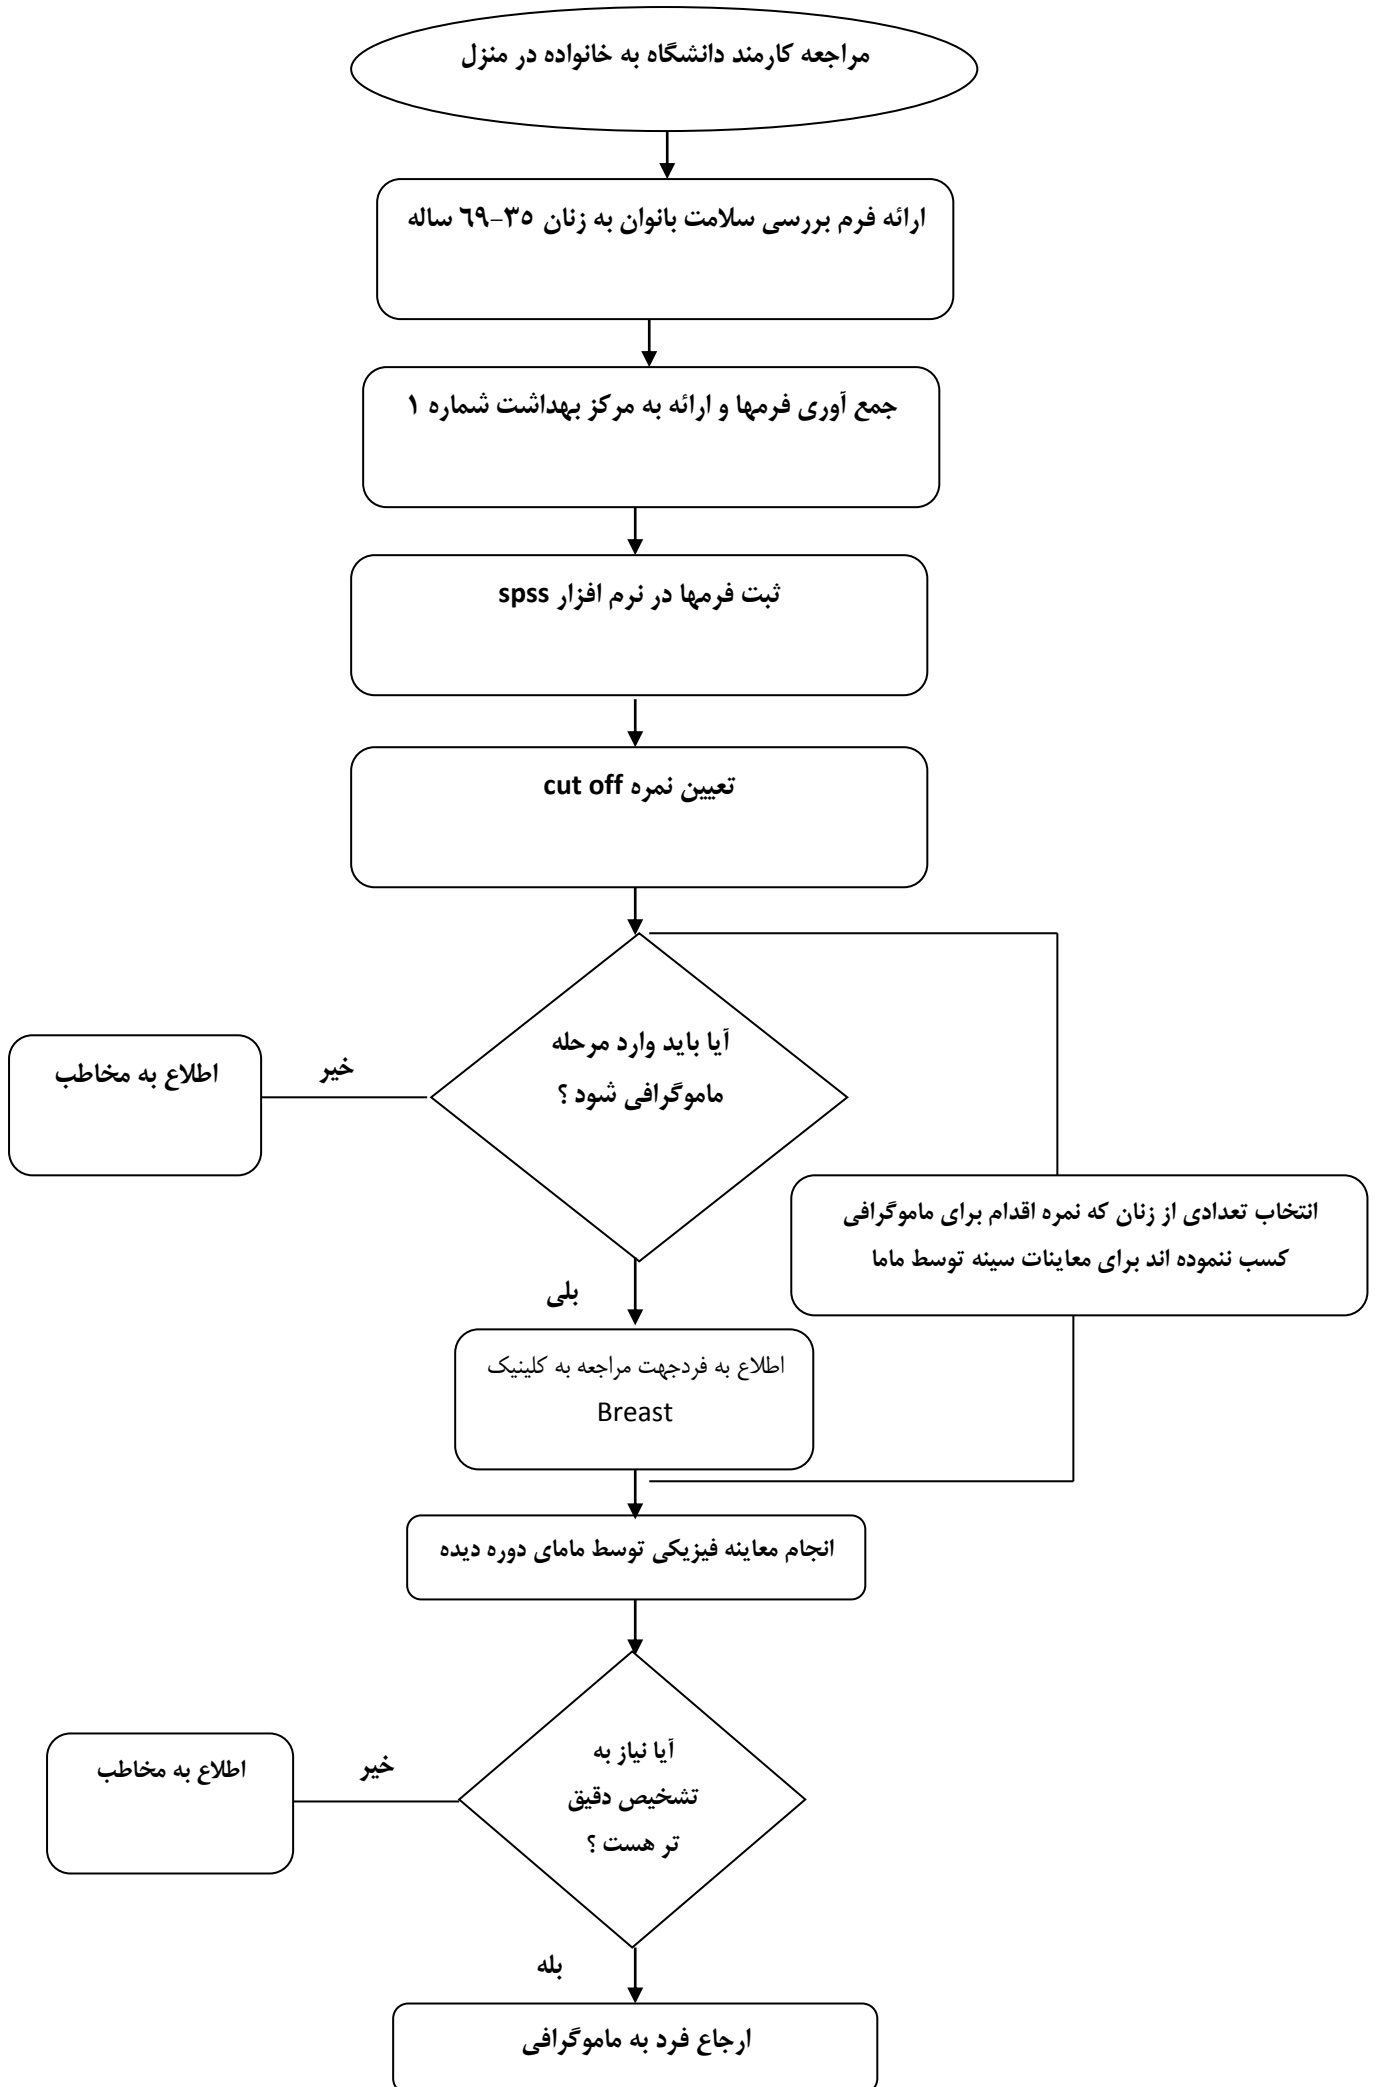 مراجعه کارمند دانشگاه به خانواده در منزل
ارائه فرم بررسی سلامت بانوان به زنان ۳۵-۶۹ ساله
جمع آوری فرمها و ارائه به مرکز بهداشت شماره ۱
ثبت فرمها در نرم افزار spss
تعیین نمره cut off
آیا باید وارد مرحله
ماموگرافی شود ؟
خیر
اطلاع به مخاطب
انتخاب تعدادی از زنان که نمره اقدام برای ماموگرافی
کسب ننموده اند برای معاینات سینه توسط ماما
بلی
اطلاع به فردجهت مراجعه به کلینیک
Breast
انجام معاینه فیزیکی توسط مامای دوره دیده
آیا نیاز به
تشخیص دقیق
تر هست ؟
خیر
اطلاع به مخاطب
بله
ارجاع فرد به ماموگرافی